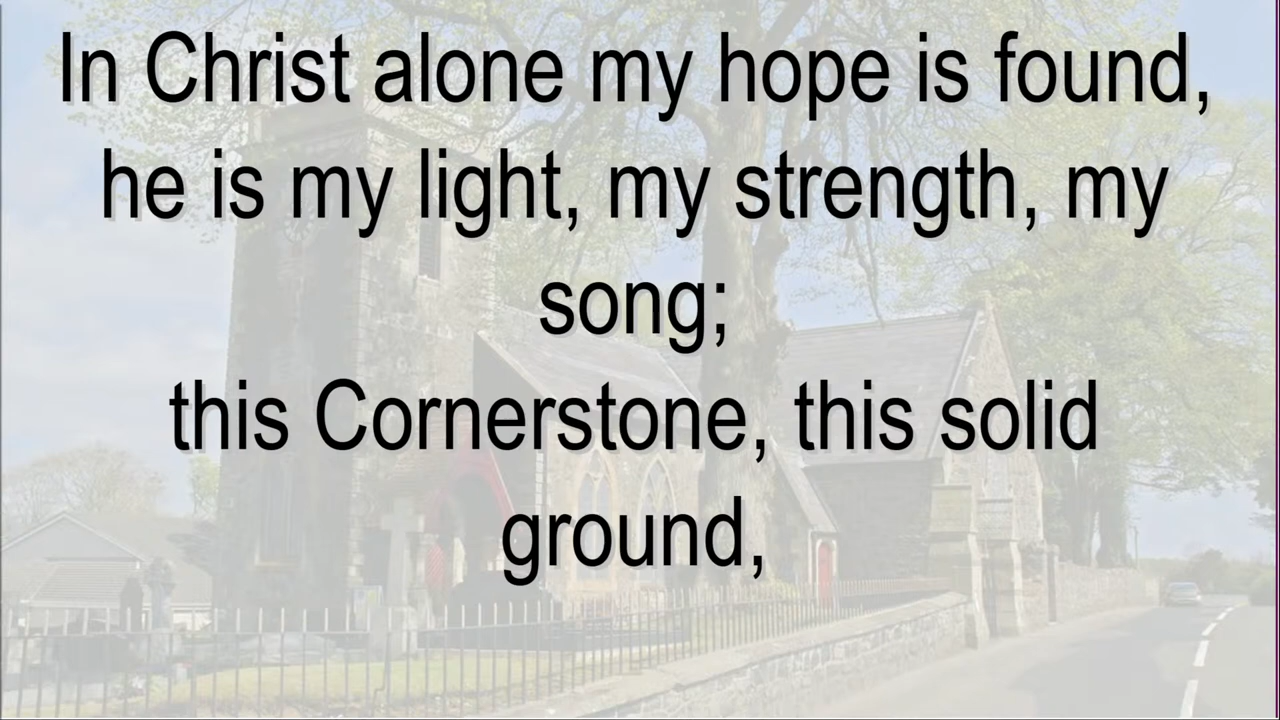 In Christ alone my hope is found,
he is my light, my strength, my
song;
this Cornerstone, this solid
ground,